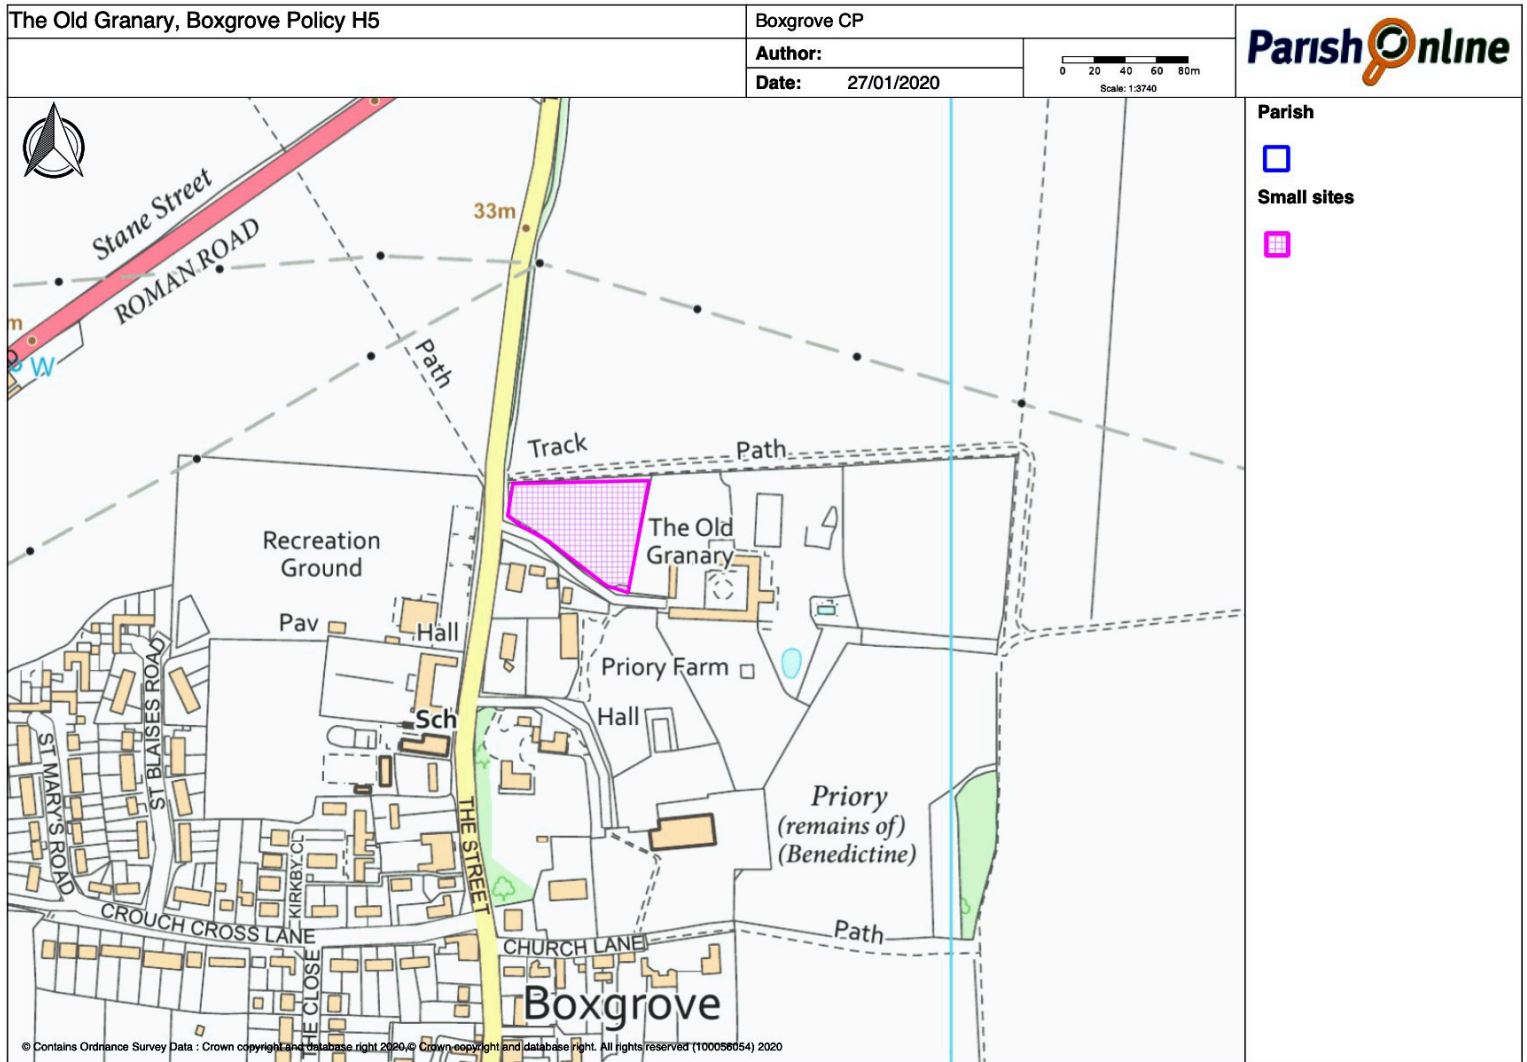 The Old Granary, Boxgrove Policy H5
Boxgrove CP
Author:
Date: 27/01/2020
0 20 40 60 80m
Scale: 1:3740
Parish Online
Parish
Small sites
Stane Street
ROMAN ROAD
33m
m
W
Path
Track
Path
Recreation
Ground
The Old
Granary
Pav
Hall
Priory Farm
Hall
Sch
ST BLAISES ROAD
ST MARY'S ROAD
THE STREET
KIRKBY CL
Priory
(remains of)
(Benedictine)
CROUCH CROSS LANE
CHURCH LANE
Path
THE CLOSE
Boxgrove
© Contains Ordnance Survey Data : Crown copyright and database right 2020,© Crown copyright and database right. All rights reserved (100056054) 2020